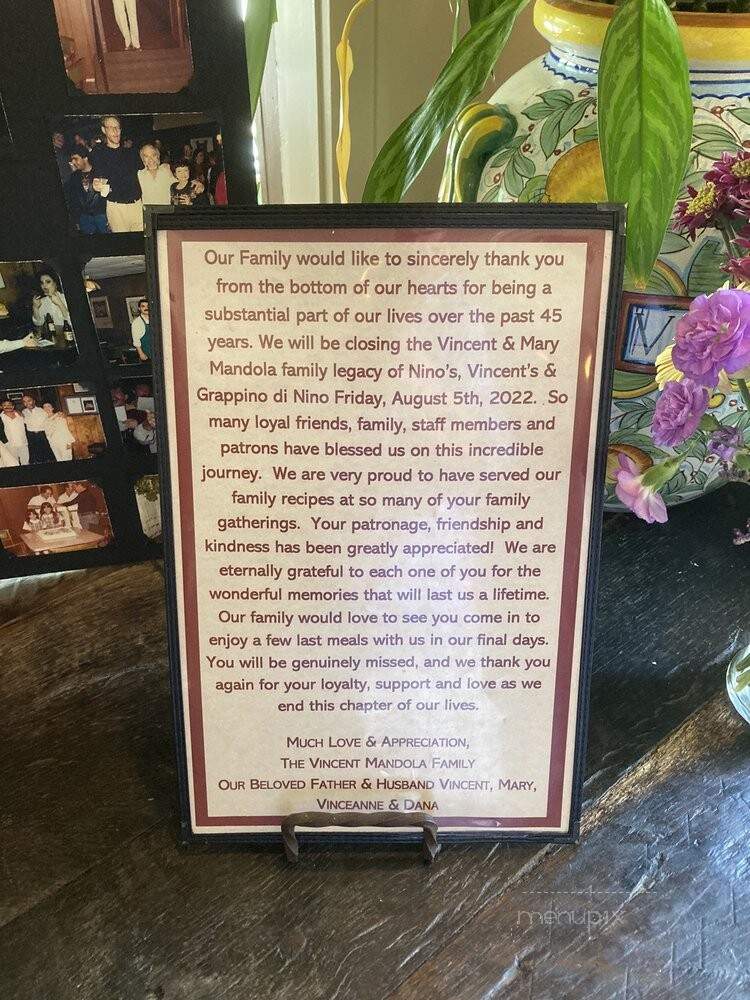 Our Family would like to sincerely thank you
from the bottom of our hearts for being a
substantial part of our lives over the past 45
years. We will be closing the Vincent & Mary
Mandola family legacy of Nino's, Vincent's &
Grappino di Nino Friday, August 5th, 2022. So
many loyal friends, family, staff members and
patrons have blessed us on this incredible
journey. We are very proud to have served our
family recipes at so many of your family
gatherings. Your patronage, friendship and
kindness has been greatly appreciated! We are
eternally grateful to each one of you for the
wonderful memories that will last us a lifetime.
Our family would love to see you come in to
enjoy a few last meals with us in our final days.
You will be genuinely missed, and we thank you
again for your loyalty, support and love as we
end this chapter of our lives.
Much Love & Appreciation,
The Vincent Mandola Family
Our Beloved Father & Husband Vincent, Mary,
Vinceanne & Dana
menupix